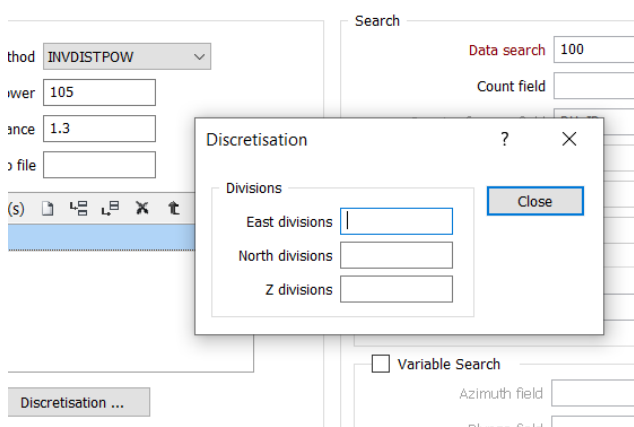 Search
thod INVDISTPOW
Data search 100
wer 105
Count field
ance 1.3
file
Discretisation ?
(s)
Divisions
Close
East divisions
North divisions
Z divisions
Variable Search
Azimuth field
Discretisation ...